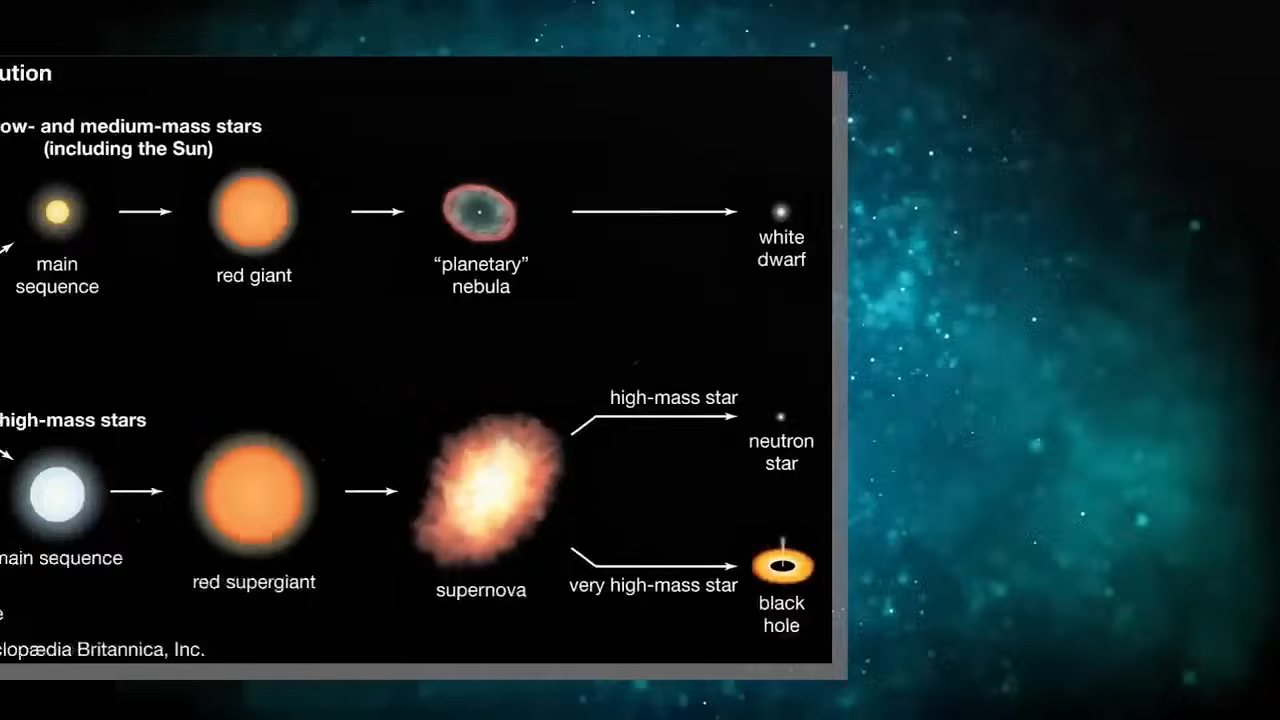 ution
ow- and medium-mass stars
(including the Sun)
main
sequence
red giant
“planetary”
nebula
white
dwarf
high-mass stars
main sequence
red supergiant
supernova
high-mass star
neutron
star
very high-mass star
black
hole
e
clopædia Britannica, Inc.